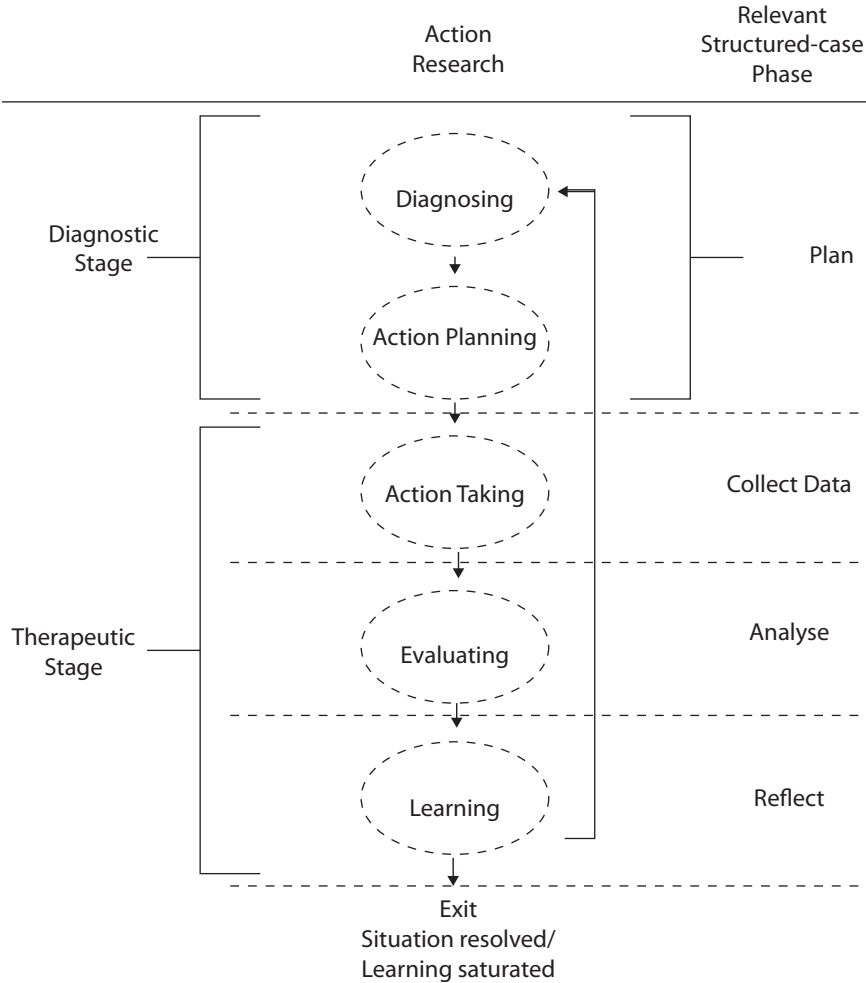 Action
Research
Relevant
Structured-case
Phase
Diagnostic
Stage
Diagnosing
Action Planning
Plan
Action Taking
Collect Data
Therapeutic
Stage
Evaluating
Analyse
Learning
Reflect
Exit
Situation resolved/
Learning saturated